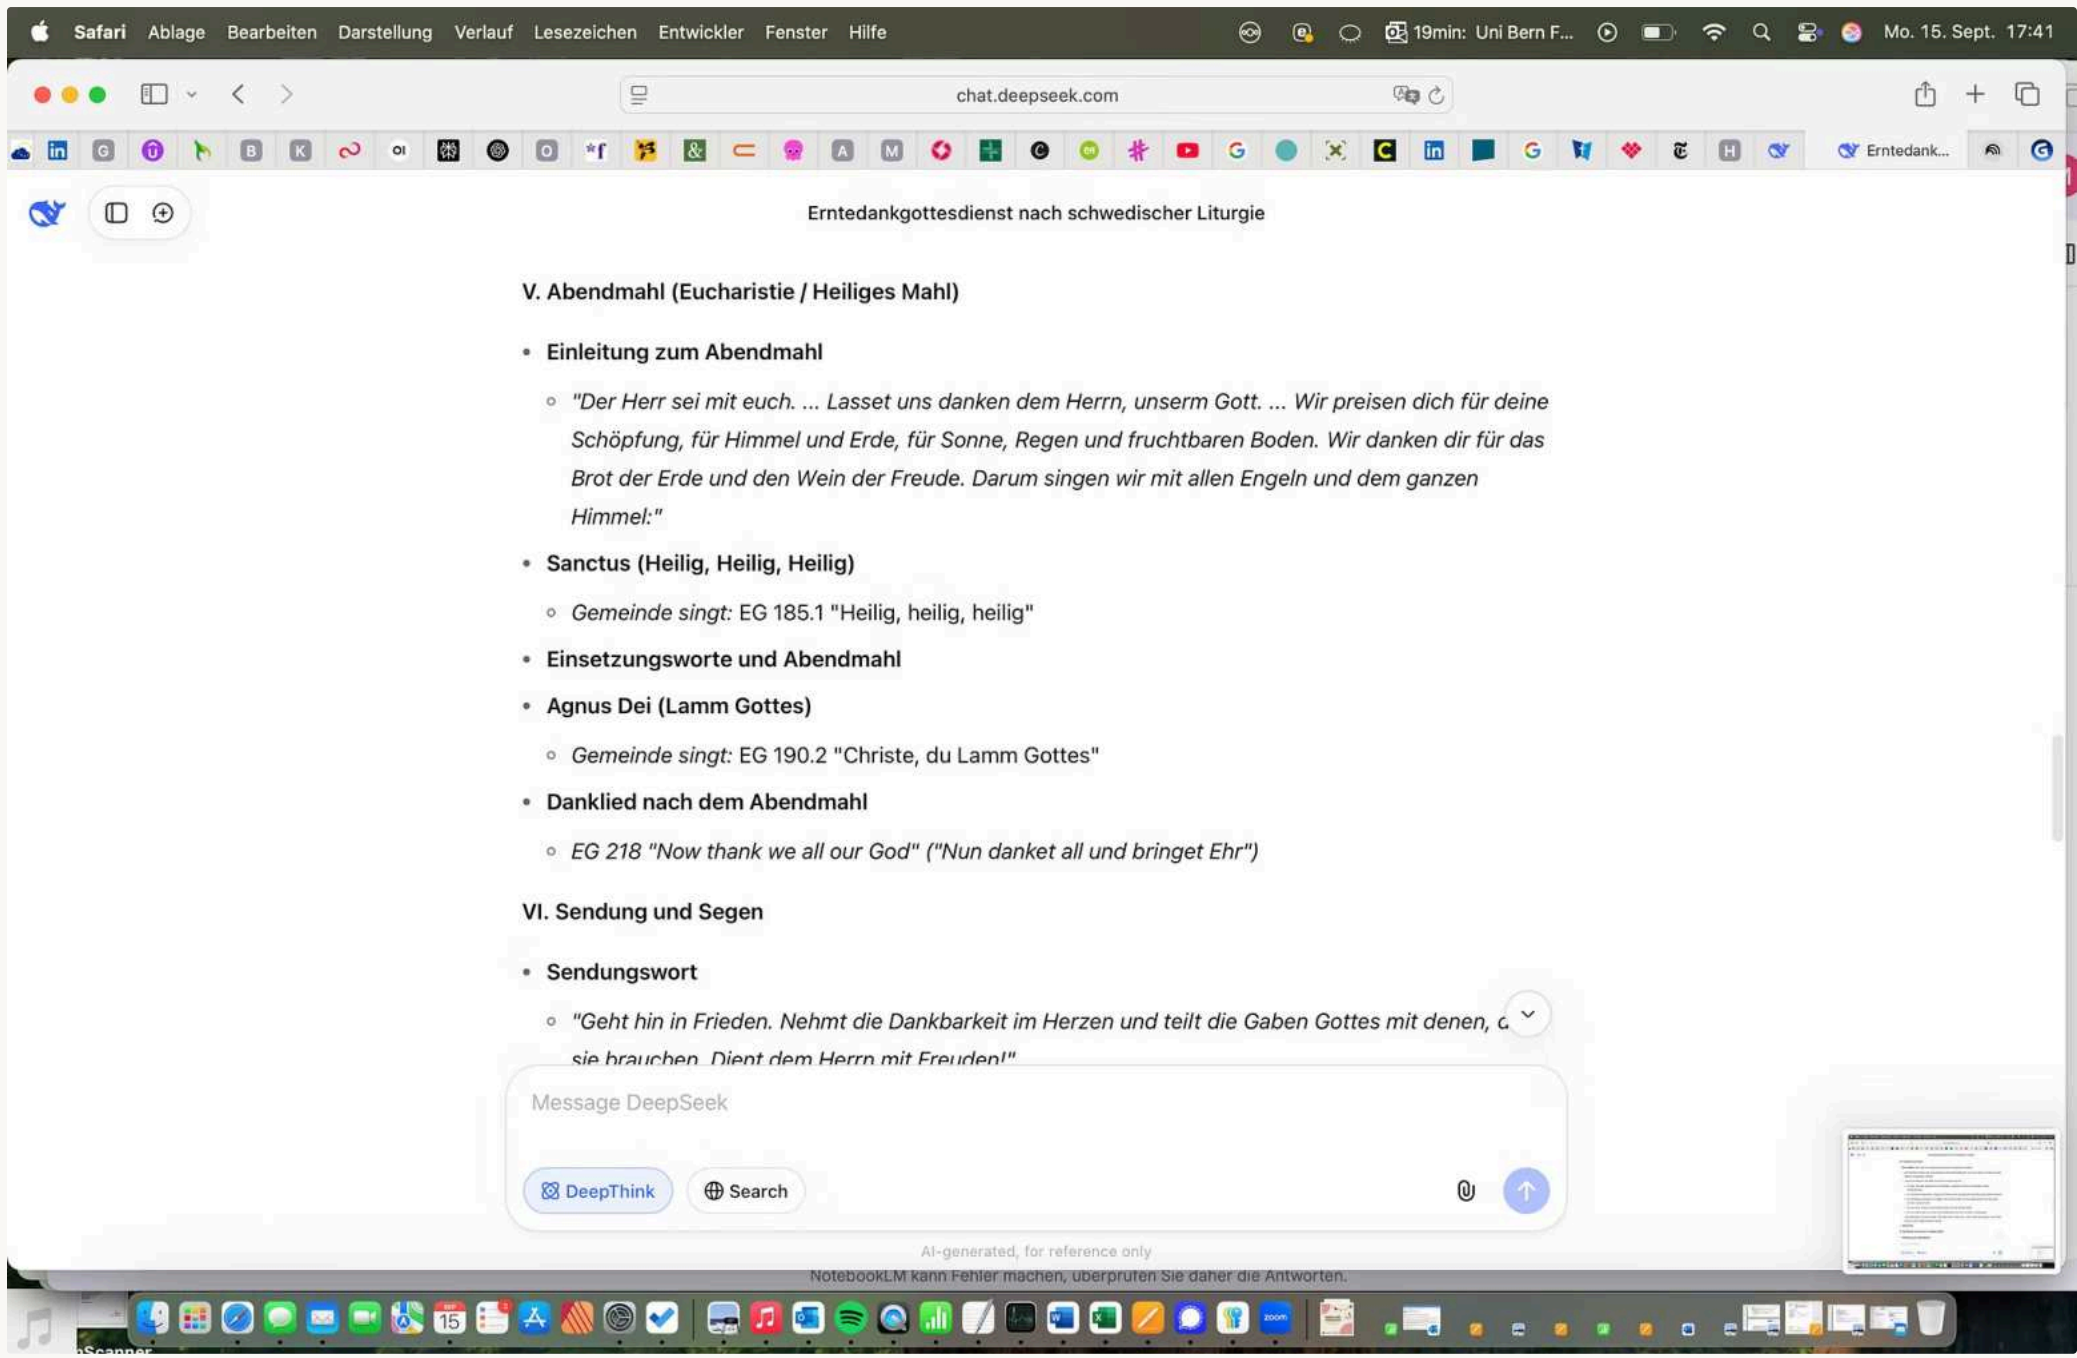 Safari Ablage Bearbeiten Darstellung Verlauf Lesezeichen Entwickler Fenster Hilfe 19min: Uni Bern F... Mo. 15. Sept. 17:41
chat.deepseek.com
Erntedank...
Erntedankgottesdienst nach schwedischer Liturgie
V. Abendmahl (Eucharistie / Heiliges Mahl)
• Einleitung zum Abendmahl
"Der Herr sei mit euch. ... Lasset uns danken dem Herrn, unserm Gott. ... Wir preisen dich für deine
Schöpfung, für Himmel und Erde, für Sonne, Regen und fruchtbaren Boden. Wir danken dir für das
Brot der Erde und den Wein der Freude. Darum singen wir mit allen Engeln und dem ganzen
Himmel:"
• Sanctus (Heilig, Heilig, Heilig)
Gemeinde singt: EG 185.1 "Heilig, heilig, heilig"
• Einsetzungsworte und Abendmahl
• Agnus Dei (Lamm Gottes)
Gemeinde singt: EG 190.2 "Christe, du Lamm Gottes"
• Danklied nach dem Abendmahl
EG 218 "Now thank we all our God" ("Nun danket all und bringet Ehr")
VI. Sendung und Segen
• Sendungswort
"Geht hin in Frieden. Nehmt die Dankbarkeit im Herzen und teilt die Gaben Gottes mit denen,
sie brauchen. Dient dem Herrn mit Freuden!"
Message DeepSeek
DeepThink Search
AI-generated, for reference only
NotebookLM kann Fehler machen, überprüfen Sie daher die Antworten.
SEP 15
zoom